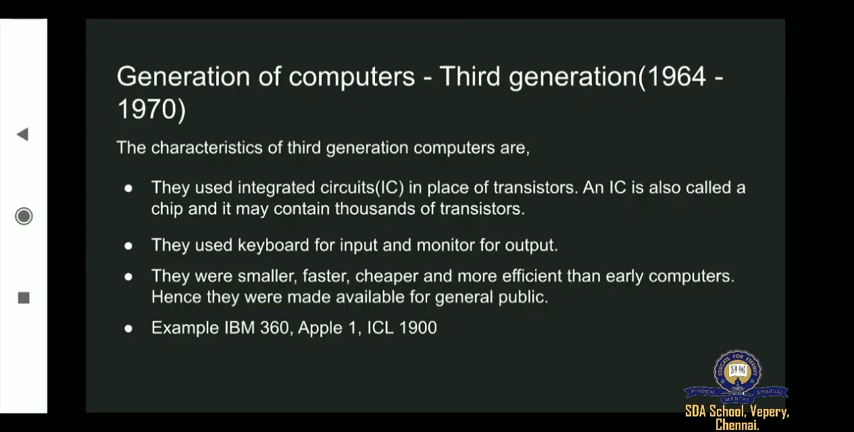 Generation of computers - Third generation(1964 -
1970)
The characteristics of third generation computers are,
● They used integrated circuits(IC) in place of transistors. An IC is also called a
chip and it may contain thousands of transistors.
● They used keyboard for input and monitor for output.
● They were smaller, faster, cheaper and more efficient than early computers.
Hence they were made available for general public.
● Example IBM 360, Apple 1, ICL 1900
SDA School, Vepery,
Chennai.